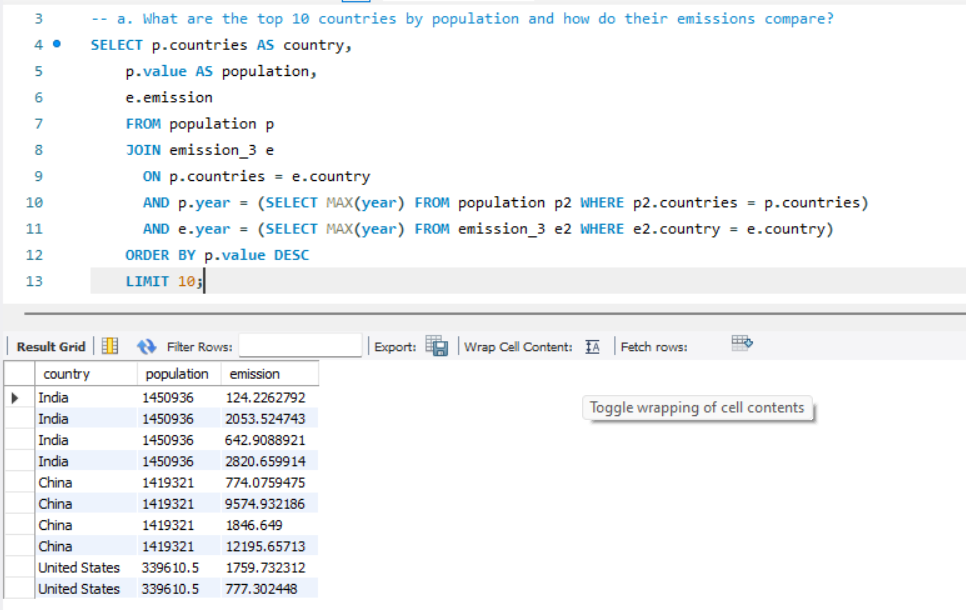 3 -- a. What are the top 10 countries by population and how do their emissions compare?
4 SELECT p.countries AS country,
5 p.value AS population,
6 e.emission
7 FROM population p
8 JOIN emission_3 e
9 ON p.countries = e.country
10 AND p.year = (SELECT MAX(year) FROM population p2 WHERE p2.countries = p.countries)
11 AND e.year = (SELECT MAX(year) FROM emission_3 e2 WHERE e2.country = e.country)
12 ORDER BY p.value DESC
13 LIMIT 10;
Result Grid Filter Rows: Export: Wrap Cell Content: IA Fetch rows:
country population emission
India 1450936 124.2262792
Toggle wrapping of cell contents
India 1450936 2053.524743
India 1450936 642.9088921
India 1450936 2820.659914
China 1419321 774.0759475
China 1419321 9574.932186
China 1419321 1846.649
China 1419321 12195.65713
United States 339610.5 1759.732312
United States 339610.5 777.302448